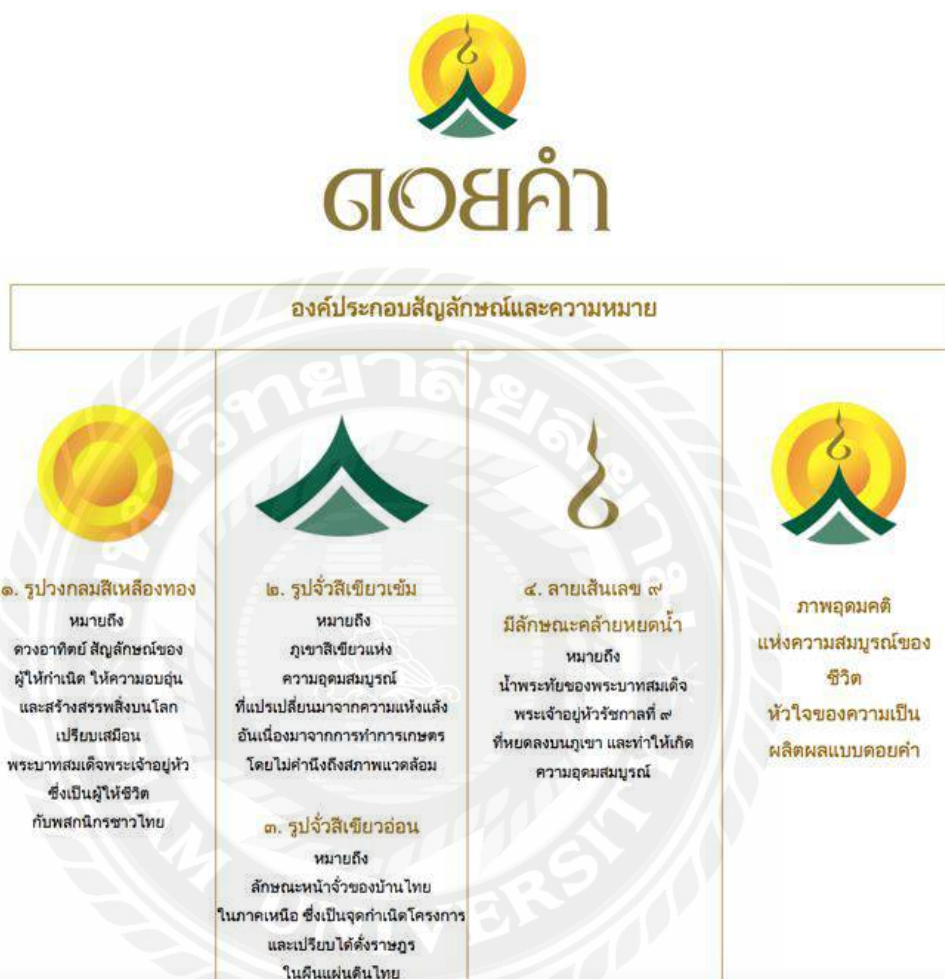 ดอยคำ
องค์ประกอบสัญลักษณ์และความหมาย
๑. รูปวงกลมสีเหลืองทอง
หมายถึง
ดวงอาทิตย์ สัญลักษณ์ของ
ผู้ให้กำเนิด ให้ความอบอุ่น
และสร้างสรรพสิ่งบนโลก
เปรียบเสมือน
พระบาทสมเด็จพระเจ้าอยู่หัว
ซึ่งเป็นผู้ให้ชีวิต
กับพสกนิกรชาวไทย
๒. รูปจั่วสีเขียวเข้ม
หมายถึง
ภูเขาสีเขียวแห่ง
ความอุดมสมบูรณ์
ที่แปรเปลี่ยนมาจากความแห้งแล้ง
อันเนื่องมาจากการทำการเกษตร
โดยไม่คำนึงถึงสภาพแวดล้อม
๓. รูปจั่วสีเขียวอ่อน
หมายถึง
ลักษณะหน้าจั่วของบ้านไทย
ในภาคเหนือ ซึ่งเป็นจุดกำเนิดโครงการ
และเปรียบได้ดั่งราษฎร
ในผืนแผ่นดินไทย
๔. ลายเส้นเลข ๙
มีลักษณะคล้ายหยดน้ำ
หมายถึง
น้ำพระทัยของพระบาทสมเด็จ
พระเจ้าอยู่หัวรัชกาลที่ ๙
ที่หยดลงบนภูเขา และทำให้เกิด
ความอุดมสมบูรณ์
ภาพอุดมคติ
แห่งความสมบูรณ์ของ
ชีวิต
หัวใจของความเป็น
ผลิตผลแบบดอยคำ